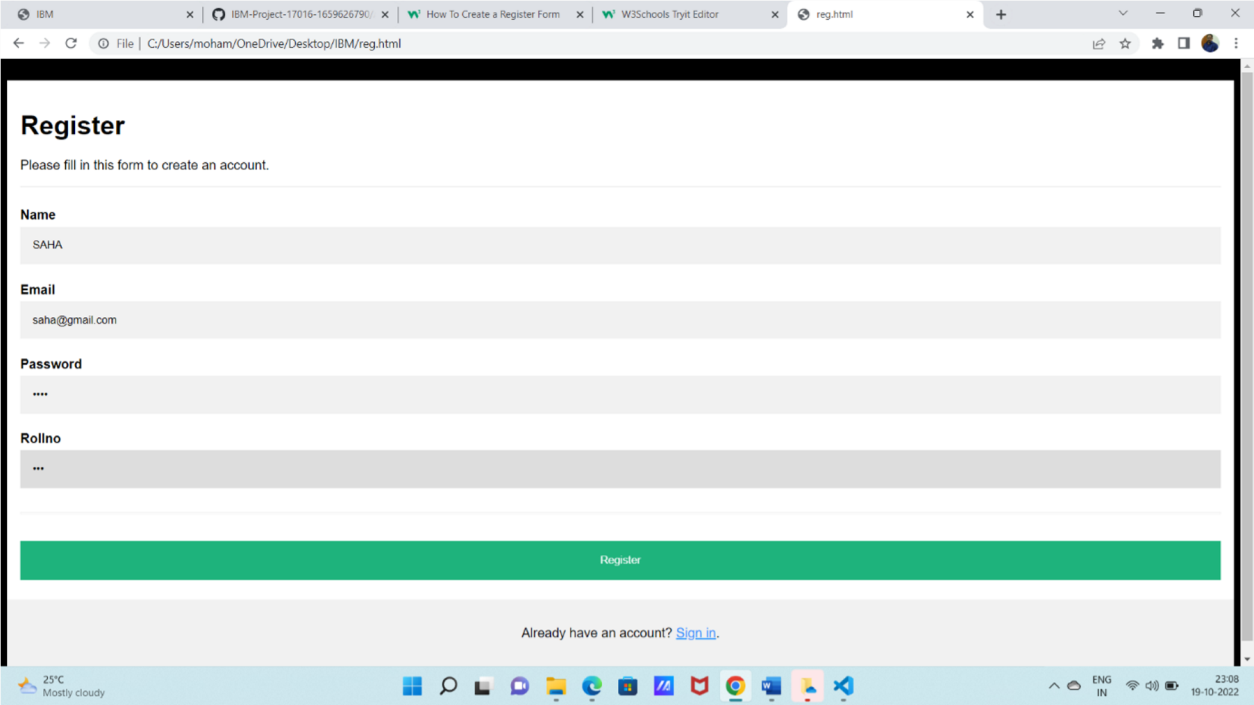 IBM
IBM-Project-17016-1659626790/
How To Create a Register Form
W3Schools Tryit Editor
reg.html
File | C:/Users/moham/OneDrive/Desktop/IBM/reg.html
Register
Please fill in this form to create an account.
Name
SAHA
Email
saha@gmail.com
Password
••••
Rollno
•••
Register
Already have an account? Sign in.
25°C
Mostly cloudy
ENG
IN
23:08
19-10-2022